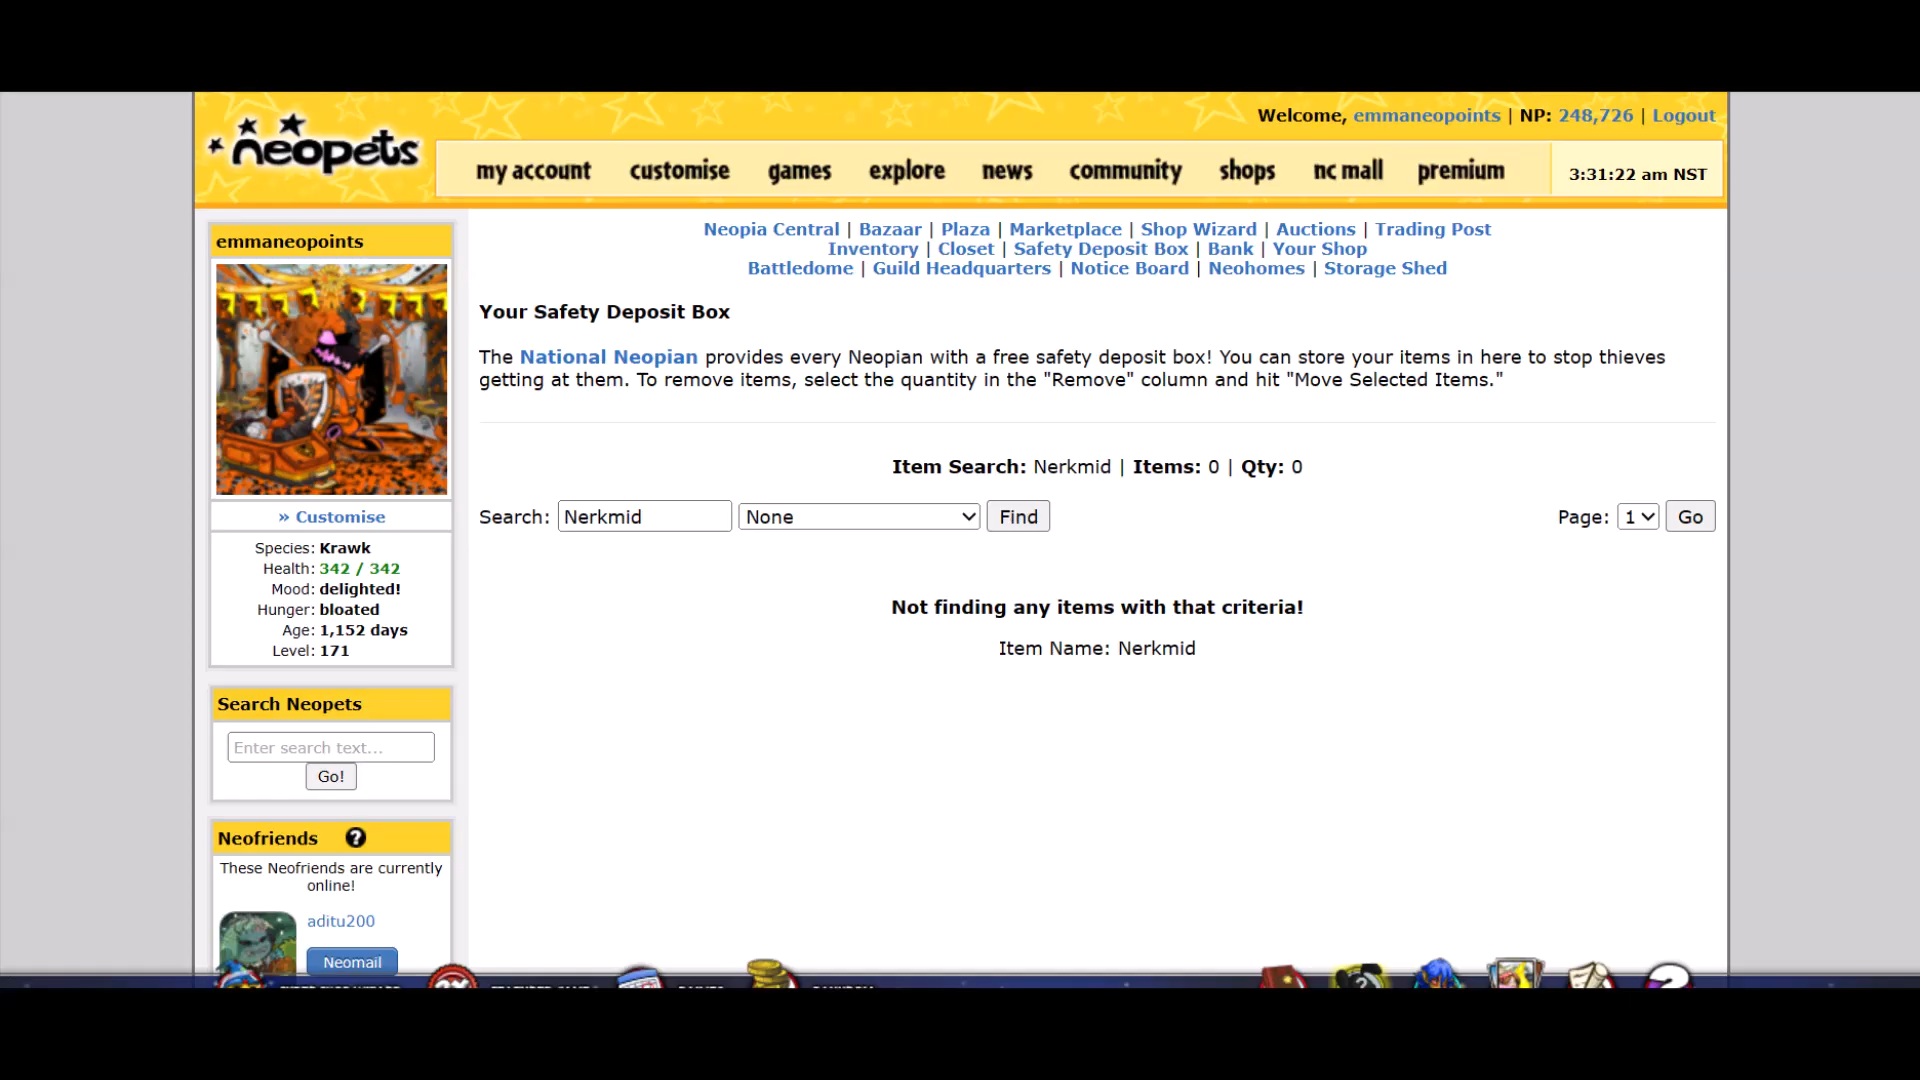 Welcome, emmaneopoints | NP: 248,726 | Logout
neopets
my account customise games explore news community shops nc mall premium
3:31:22 am NST
emmaneopoints
» Customise
Species: Krawk
Health: 342 / 342
Mood: delighted!
Hunger: bloated
Age: 1,152 days
Level: 171
Search Neopets
Enter search text...
Go!
Neofriends ?
These Neofriends are currently
online!
aditu200
Neomail
Neopia Central | Bazaar | Plaza | Marketplace | Shop Wizard | Auctions | Trading Post
Inventory | Closet | Safety Deposit Box | Bank | Your Shop
Battledome | Guild Headquarters | Notice Board | Neohomes | Storage Shed
Your Safety Deposit Box
The National Neopian provides every Neopian with a free safety deposit box! You can store your items in here to stop thieves
getting at them. To remove items, select the quantity in the "Remove" column and hit "Move Selected Items."
Item Search: Nerkmid | Items: 0 | Qty: 0
Search: Nerkmid None Find Page: 1 Go
Not finding any items with that criteria!
Item Name: Nerkmid